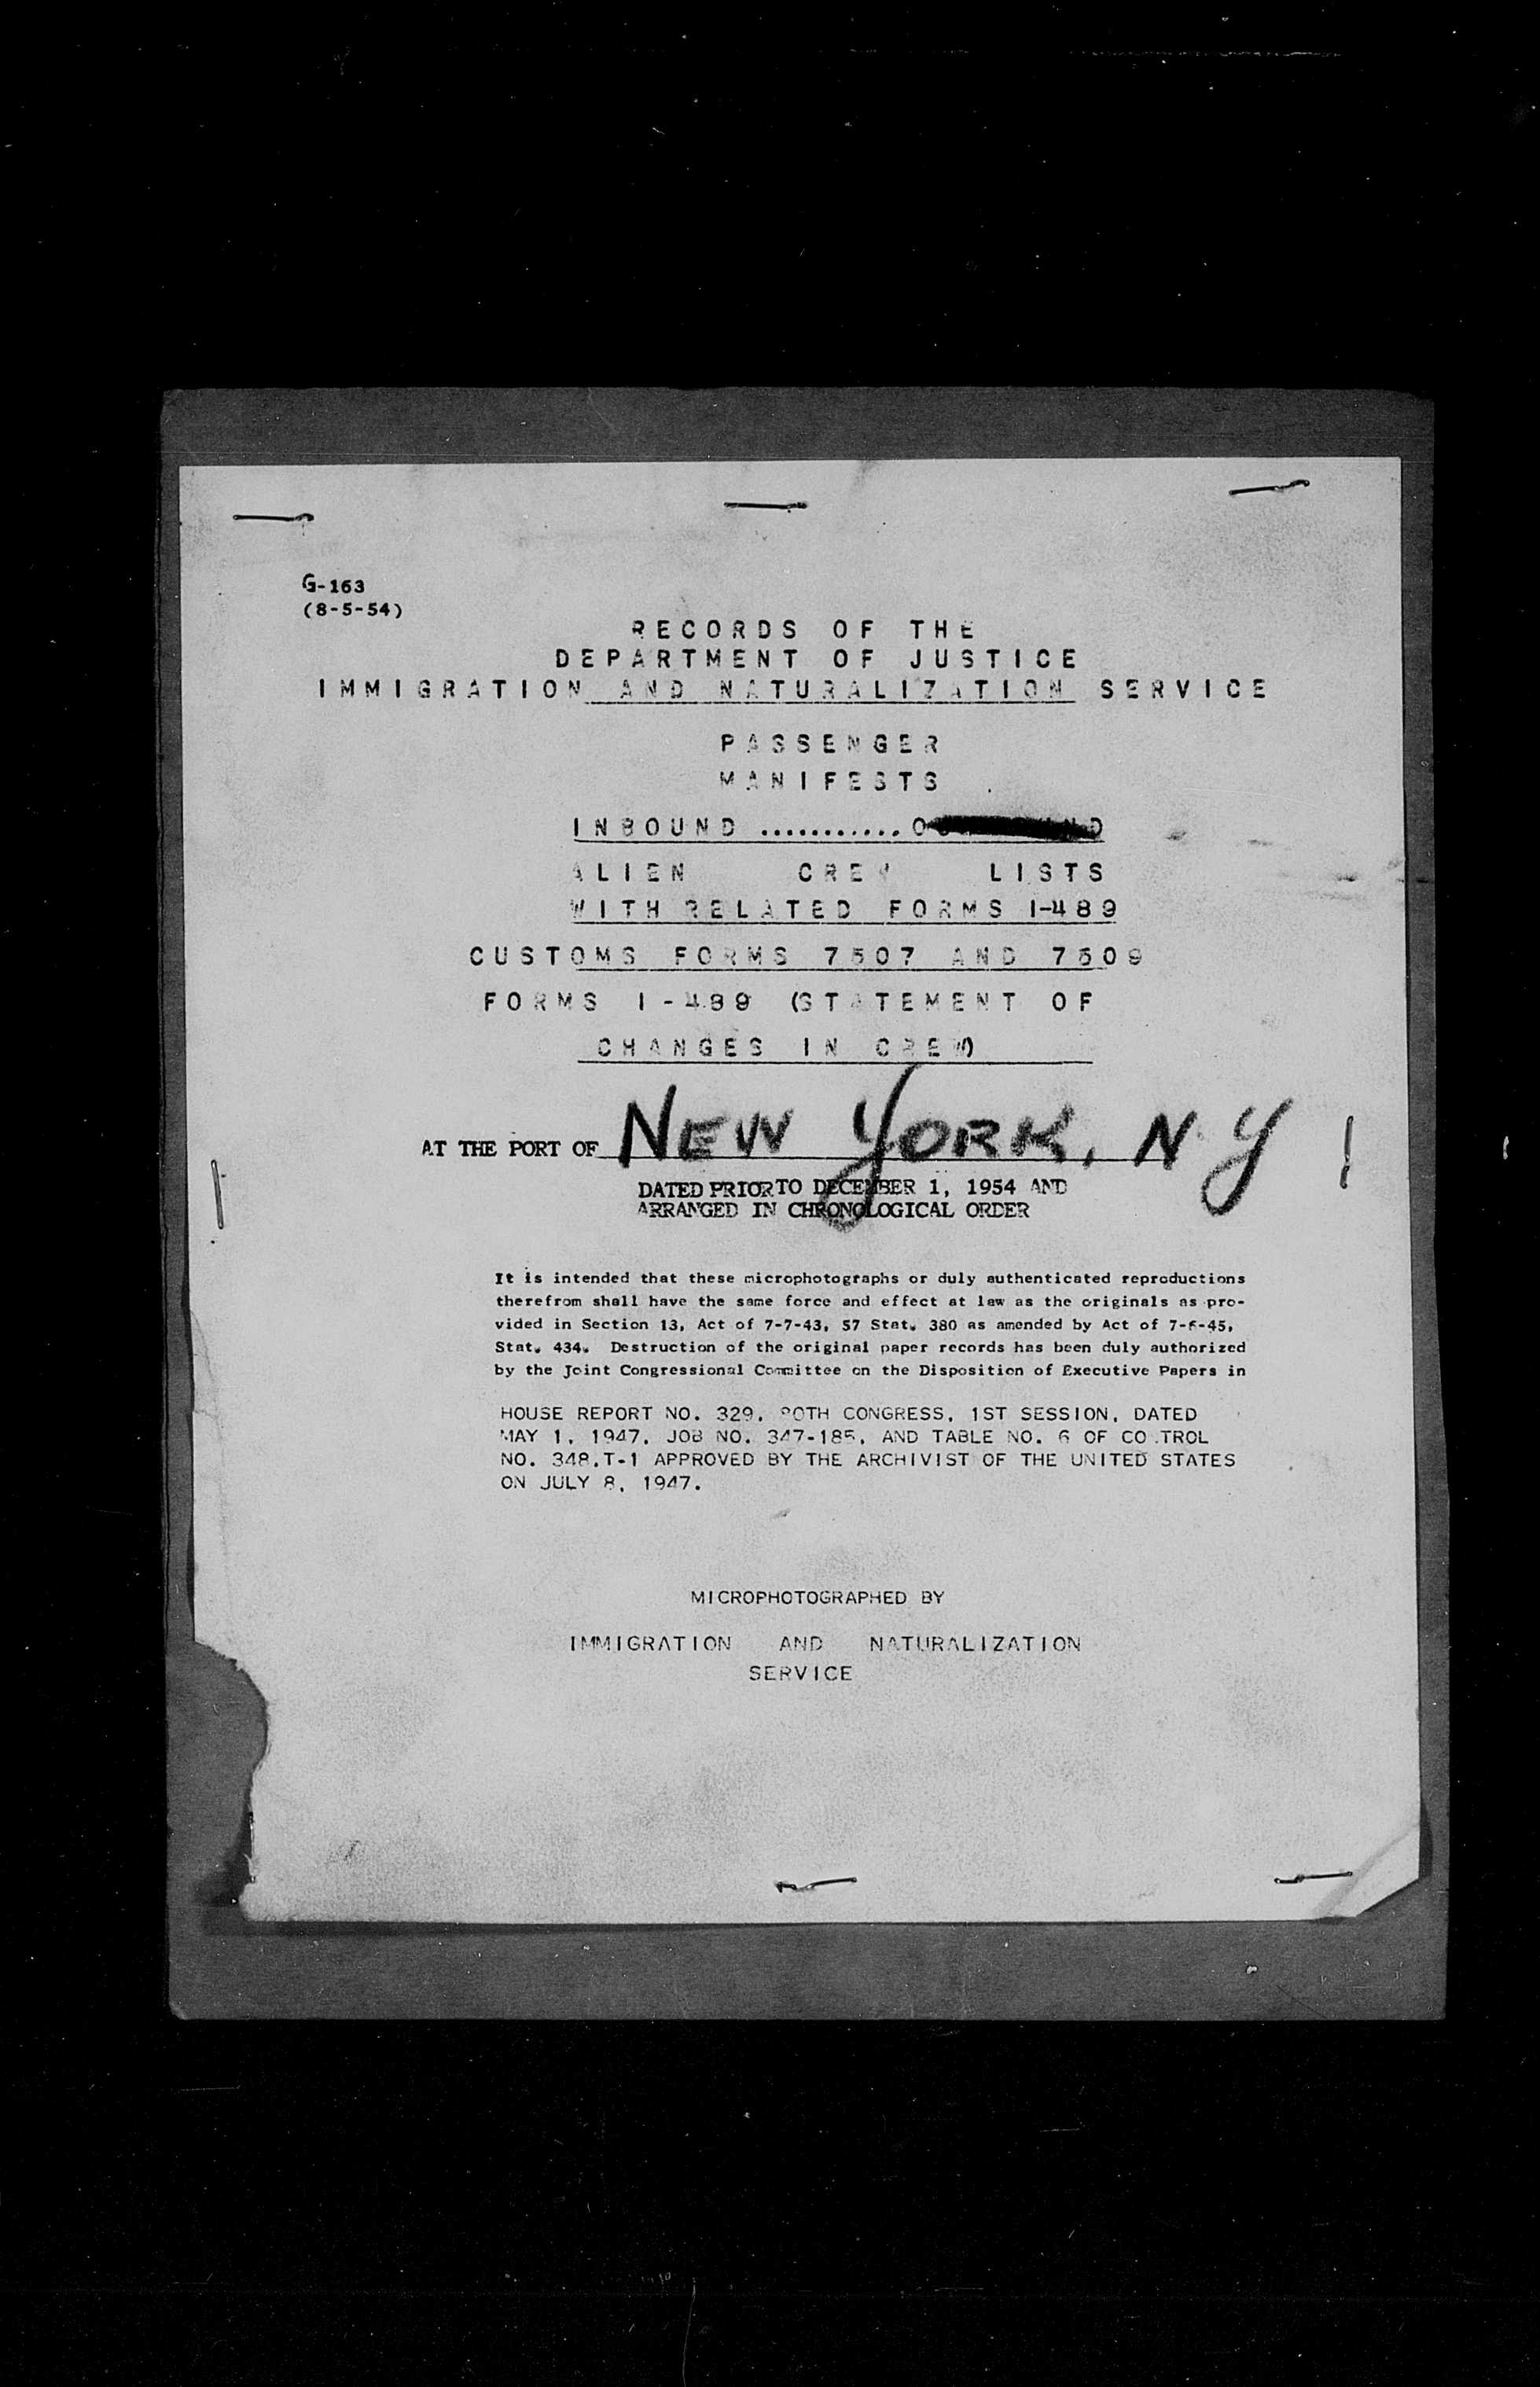 G-163
(8-5-54)
RECORDS OF THE
DEPARTMENT OF JUSTICE
IMMIGRATION AND NATURALIZATION SERVICE
PASSENGER
MANIFESTS
INBOUND ...........
ALIEN CREW LISTS
WITH RELATED FORMS I-489
CUSTOMS FORMS 7507 AND 7509
FORMS I-489 (STATEMENT OF
CHANGES IN CREW)
AT THE PORT OF NEW YORK, N.Y
DATED PRIOR TO DECEMBER 1, 1954 AND
ARRANGED IN CHRONOLOGICAL ORDER
It is intended that these microphotographs or duly authenticated reproductions
therefrom shall have the same force and effect at law as the originals as pro-
vided in Section 13, Act of 7-7-43, 57 Stat. 380 as amended by Act of 7-6-45,
Stat. 434. Destruction of the original paper records has been duly authorized
by the Joint Congressional Committee on the Disposition of Executive Papers in
HOUSE REPORT NO. 329, 80TH CONGRESS, 1ST SESSION, DATED
MAY 1, 1947, JOB NO. 347-185, AND TABLE NO. 6 OF CO.TROL
NO. 348.T-1 APPROVED BY THE ARCHIVIST OF THE UNITED STATES
ON JULY 8, 1947.
MICROPHOTOGRAPHED BY
IMMIGRATION AND NATURALIZATION
SERVICE